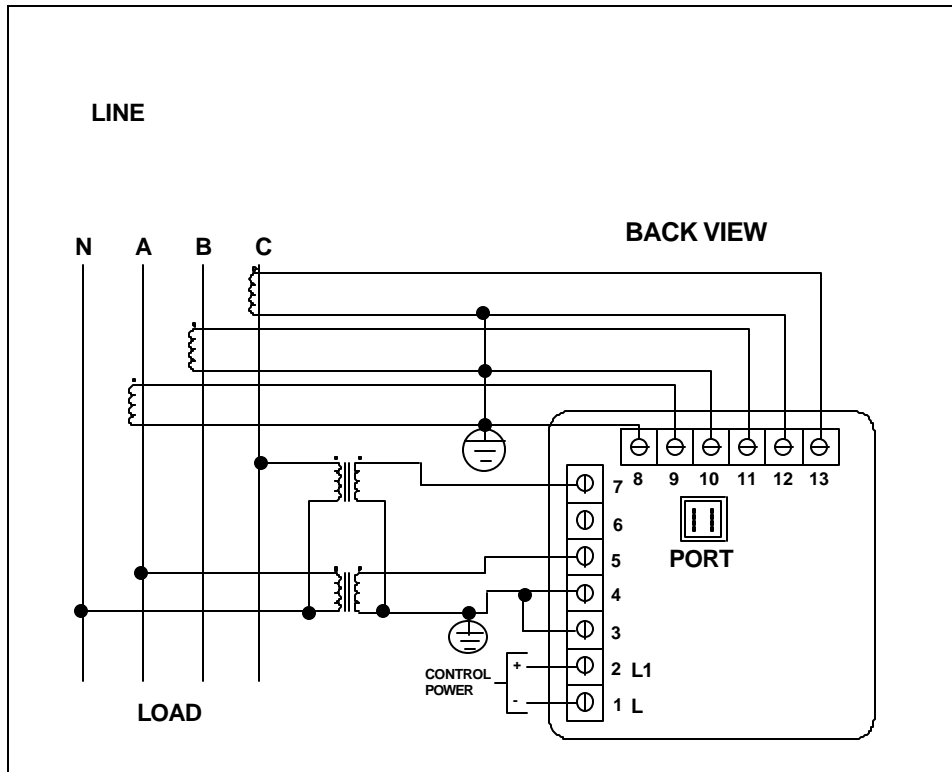 LINE
BACK VIEW
N A B C
8 9 10 11 12 13
7
6
PORT
5
4
3
CONTROL
POWER
+
-
2 L1
1 L
LOAD